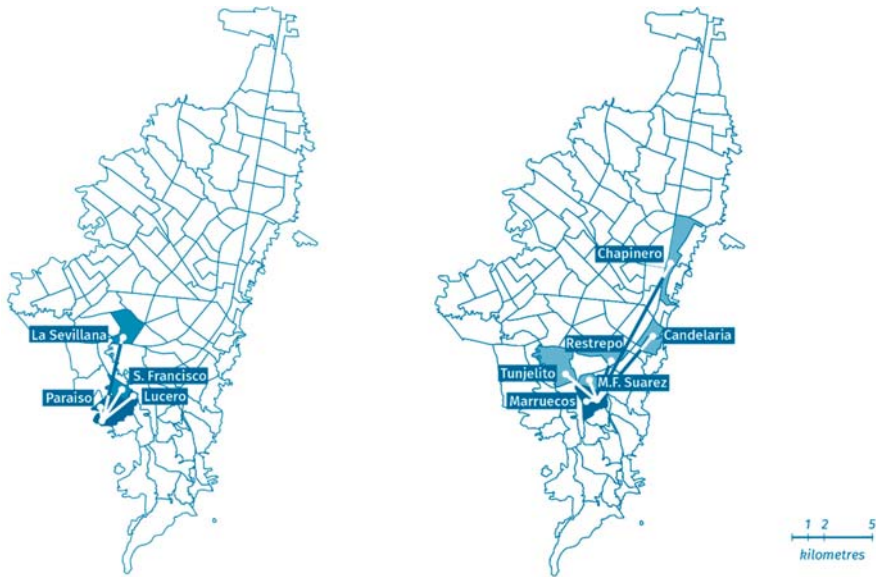 La Sevillana
S. Francisco
Paraiso
Lucero
Chapinero
Candelaria
Restrepo
Tunjelito
M.F. Suarez
Marruecos
1 2 5
kilometres